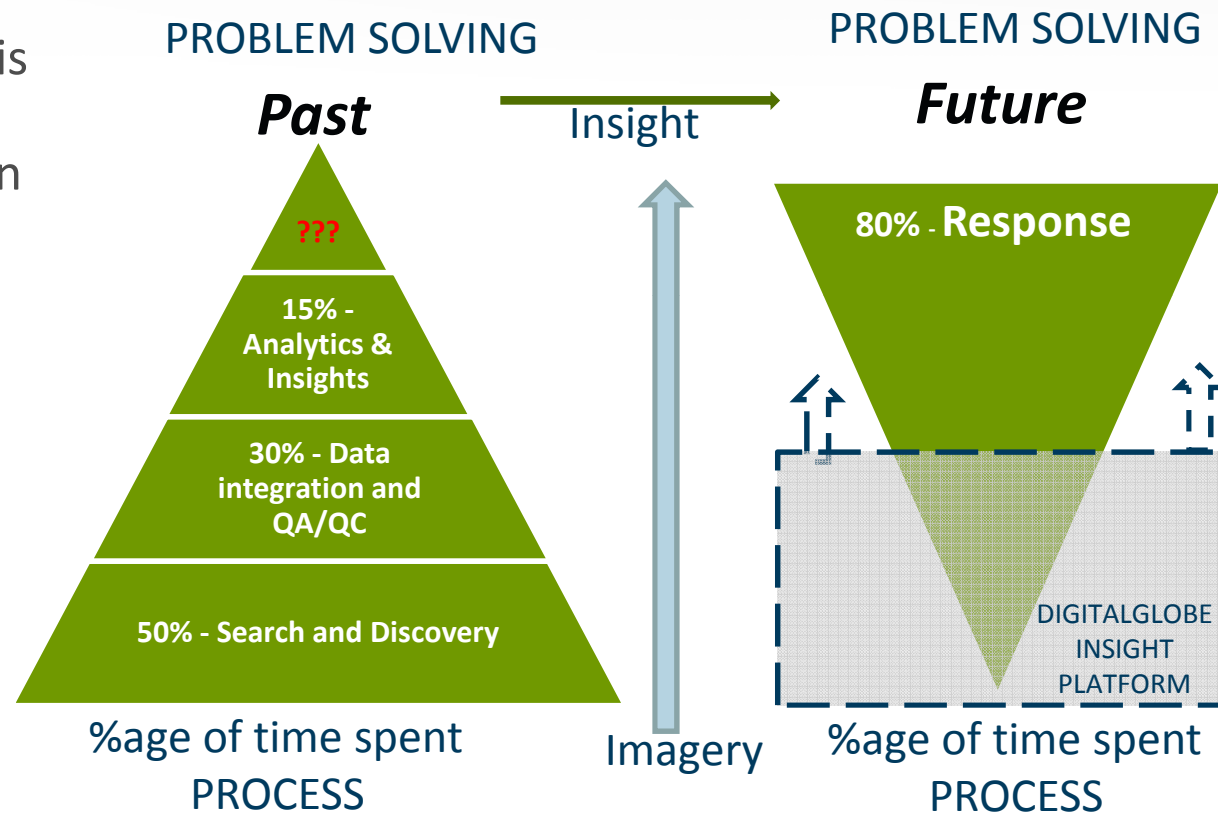 is
n
PROBLEM SOLVING
Past
???
15% -
Analytics &
Insights
30% - Data
integration and
QA/QC
50% - Search and Discovery
%age of time spent
PROCESS
Insight
Imagery
PROBLEM SOLVING
Future
80% - Response
DIGITALGLOBE
INSIGHT
PLATFORM
%age of time spent
PROCESS